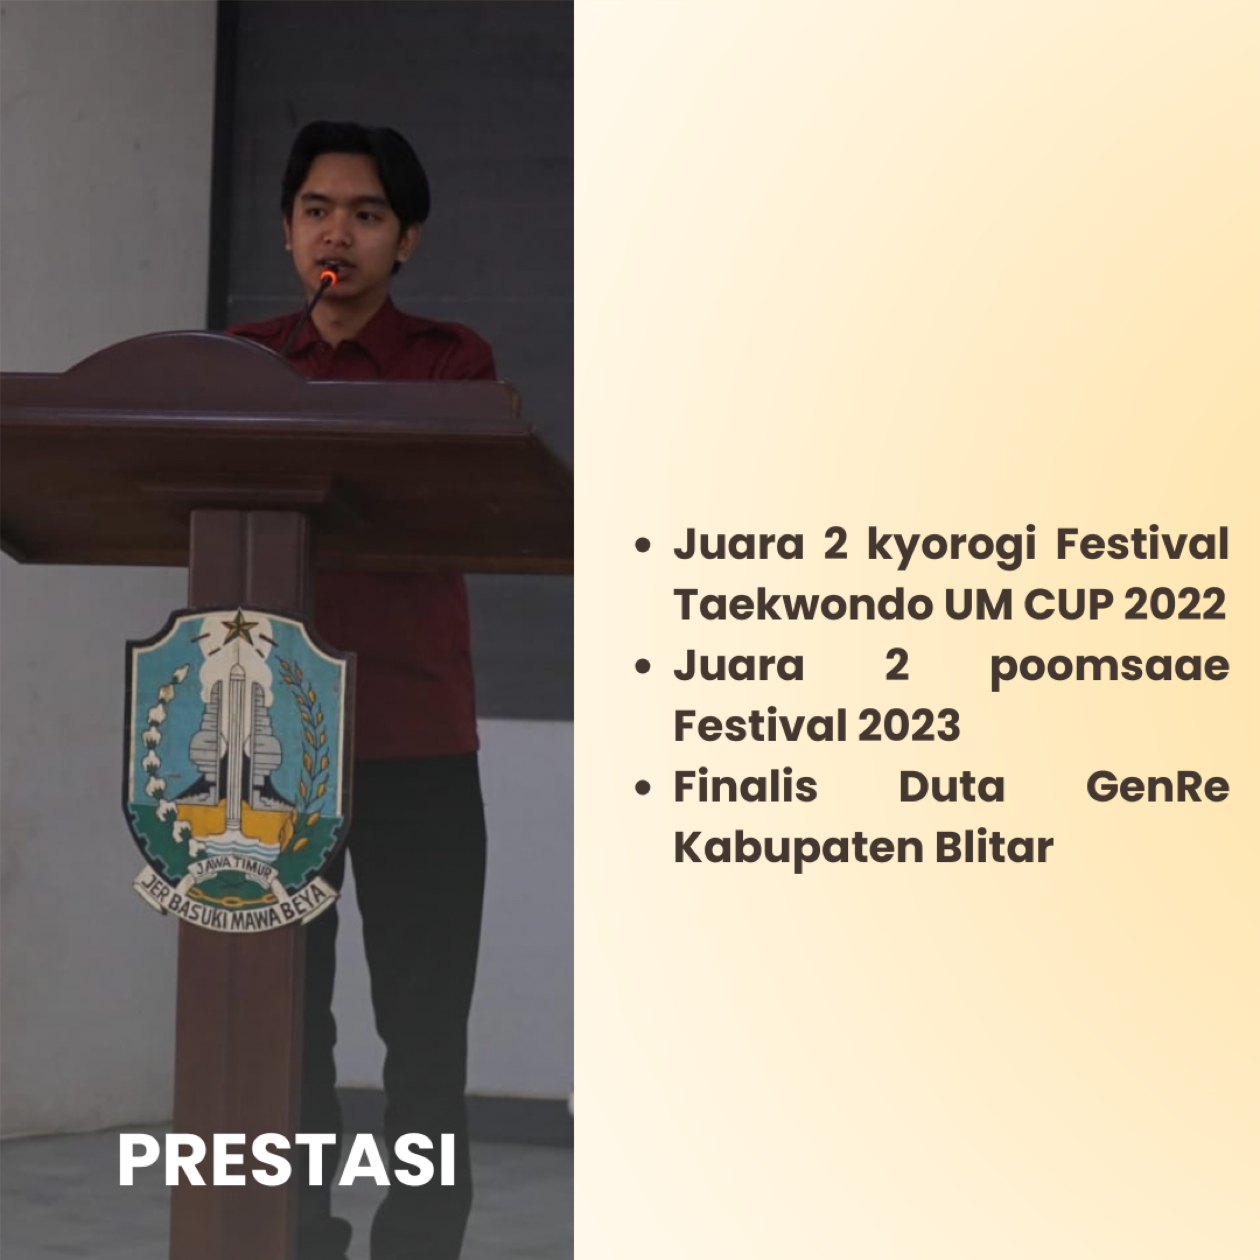 JAWA TIMUR
JER BASUKI MAWA BEYA
PRESTASI
• Juara 2 kyorogi Festival
Taekwondo UM CUP 2022
• Juara 2 poomsaae
Festival 2023
• Finalis Duta GenRe
Kabupaten Blitar